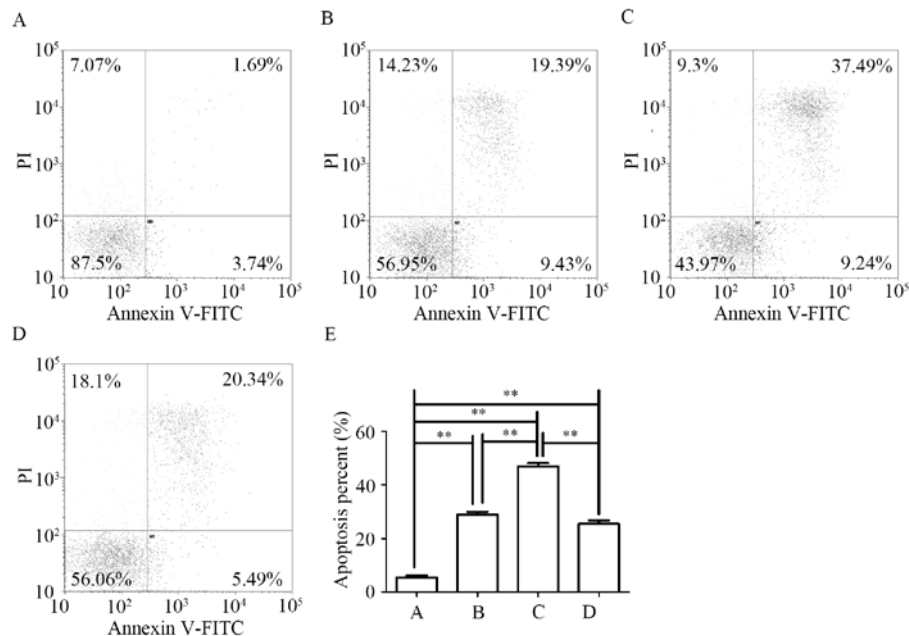 A
B
C
10⁵ 7.07% 1.69%
10⁴
PI
10³
10²
87.5% 3.74%
10
10 10² 10³ 10⁴ 10⁵
Annexin V-FITC
10⁵ 14.23% 19.39%
10⁴
PI
10³
10²
56.95% 9.43%
10
10 10² 10³ 10⁴ 10⁵
Annexin V-FITC
10⁵ 9.3% 37.49%
10⁴
PI
10³
10²
43.97% 9.24%
10
10 10² 10³ 10⁴ 10⁵
Annexin V-FITC
D
E
10⁵ 18.1% 20.34%
10⁴
PI
10³
10²
56.06% 5.49%
10
10 10² 10³ 10⁴ 10⁵
Annexin V-FITC
**
**
** ** **
Apoptosis percent (%)
60
40
20
0
A B C D